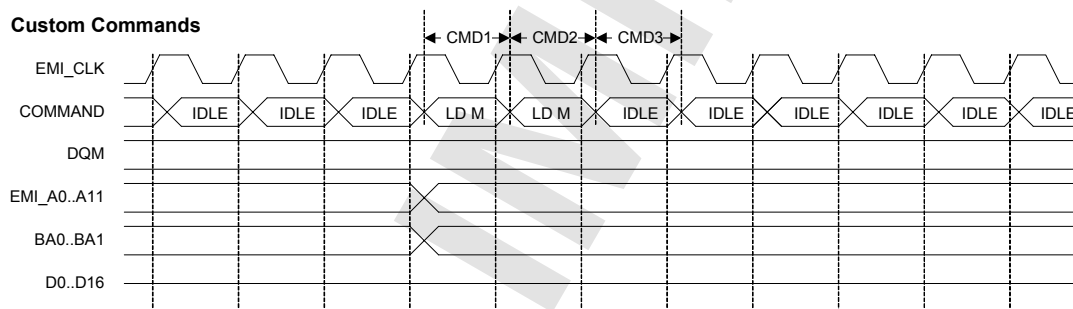 Custom Commands
CMD1 CMD2 CMD3
EMI_CLK
COMMAND IDLE IDLE IDLE LD M LD M IDLE IDLE IDLE IDLE IDLE IDLE
DQM
EMI_A0..A11
BA0..BA1
D0..D16